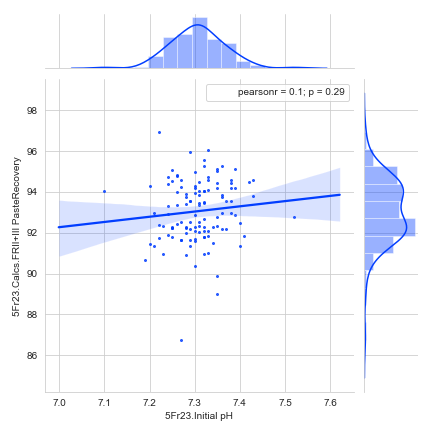 pearsonr = 0.1; p = 0.29
98
96
94
92
90
88
86
5Fr23.Calcs.FRII+III PasteRecovery
7.0 7.1 7.2 7.3 7.4 7.5 7.6
5Fr23.Initial pH